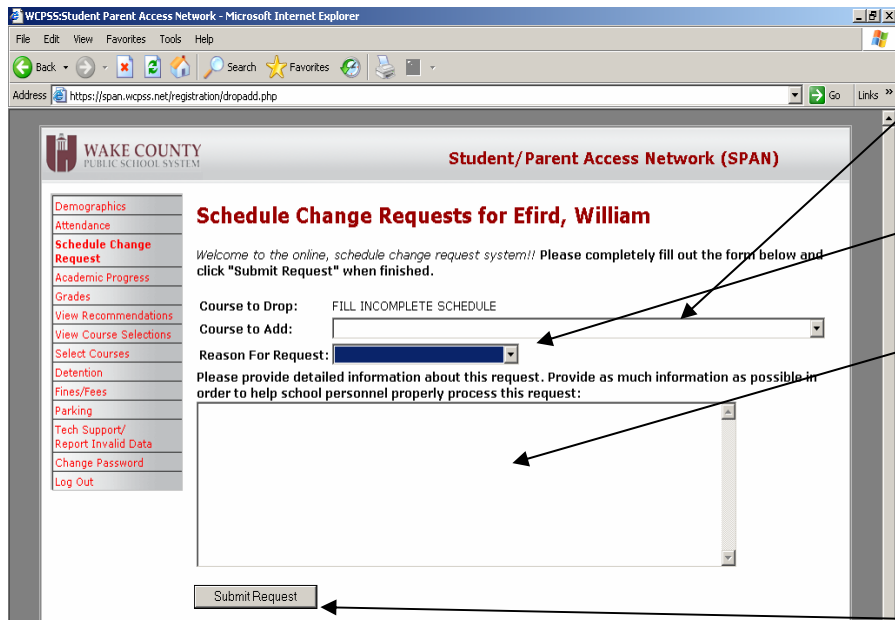 WCPSS:Student Parent Access Network - Microsoft Internet Explorer
File Edit View Favorites Tools Help
Back Search Favorites
Address https://span.wcpss.net/registration/dropadd.php Go Links »
WAKE COUNTY
PUBLIC SCHOOL SYSTEM
Student/Parent Access Network (SPAN)
Demographics
Attendance
Schedule Change
Request
Academic Progress
Grades
View Recommendations
View Course Selections
Select Courses
Detention
Fines/Fees
Parking
Tech Support/
Report Invalid Data
Change Password
Log Out
Schedule Change Requests for Efird, William
Welcome to the online, schedule change request system!! Please completely fill out the form below and
click "Submit Request" when finished.
Course to Drop: FILL INCOMPLETE SCHEDULE
Course to Add:
Reason For Request:
Please provide detailed information about this request. Provide as much information as possible in
order to help school personnel properly process this request:
Submit Request